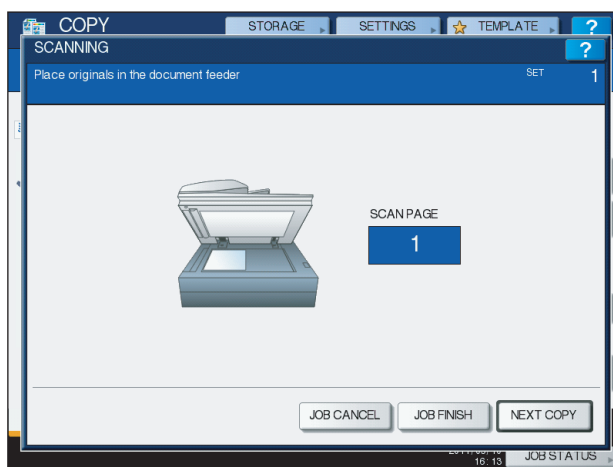 COPY
STORAGE
SETTINGS
TEMPLATE
?
SCANNING
?
Place originals in the document feeder
SET
1
SCAN PAGE
1
JOB CANCEL
JOB FINISH
NEXT COPY
16:13
JOB STATUS